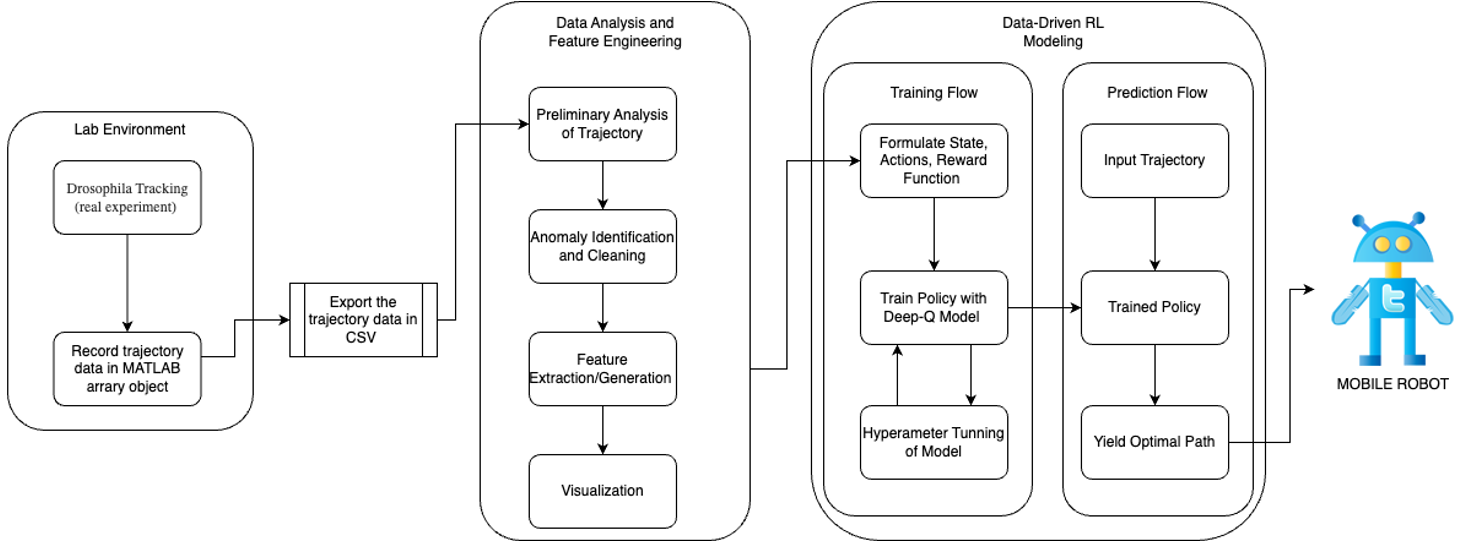 Lab Environment
Drosophila Tracking
(real experiment)
Record trajectory
data in MATLAB
arrary object
Export the
trajectory data in
CSV
Data Analysis and
Feature Engineering
Preliminary Analysis
of Trajectory
Anomaly Identification
and Cleaning
Feature
Extraction/Generation
Visualization
Data-Driven RL
Modeling
Training Flow
Formulate State,
Actions, Reward
Function
Train Policy with
Deep-Q Model
Hyperameter Tunning
of Model
Prediction Flow
Input Trajectory
Trained Policy
Yield Optimal Path
t
MOBILE ROBOT